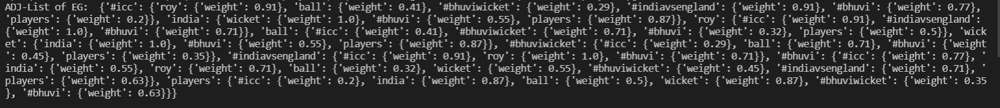 ADJ-List of EG:  {'#icc': {'roy': {'weight': 0.91}, 'ball': {'weight': 0.41}, '#bhuviwicket': {'weight': 0.29}, '#indiavsengland': {'weight': 0.91}, '#bhuvi': {'weight': 0.77},
'players': {'weight': 0.2}}, 'india': {'wicket': {'weight': 1.0}, '#bhuvi': {'weight': 0.55}, 'players': {'weight': 0.87}}, 'roy': {'#icc': {'weight': 0.91}, '#indiavsengland':
{'weight': 1.0}, '#bhuvi': {'weight': 0.71}}, 'ball': {'#icc': {'weight': 0.41}, '#bhuviwicket': {'weight': 0.71}, '#bhuvi': {'weight': 0.32}, 'players': {'weight': 0.5}}, 'wick
et': {'india': {'weight': 1.0}, '#bhuvi': {'weight': 0.55}, 'players': {'weight': 0.87}}, '#bhuviwicket': {'#icc': {'weight': 0.29}, 'ball': {'weight': 0.71}, '#bhuvi': {'weight
': 0.45}, 'players': {'weight': 0.35}}, '#indiavsengland': {'#icc': {'weight': 0.91}, 'roy': {'weight': 1.0}, '#bhuvi': {'weight': 0.71}}, '#bhuvi': {'#icc': {'weight': 0.77}, '
india': {'weight': 0.55}, 'roy': {'weight': 0.71}, 'ball': {'weight': 0.32}, 'wicket': {'weight': 0.55}, '#bhuviwicket': {'weight': 0.45}, '#indiavsengland': {'weight': 0.71}, '
players': {'weight': 0.63}}, 'players': {'#icc': {'weight': 0.2}, 'india': {'weight': 0.87}, 'ball': {'weight': 0.5}, 'wicket': {'weight': 0.87}, '#bhuviwicket': {'weight': 0.35
}, '#bhuvi': {'weight': 0.63}}}